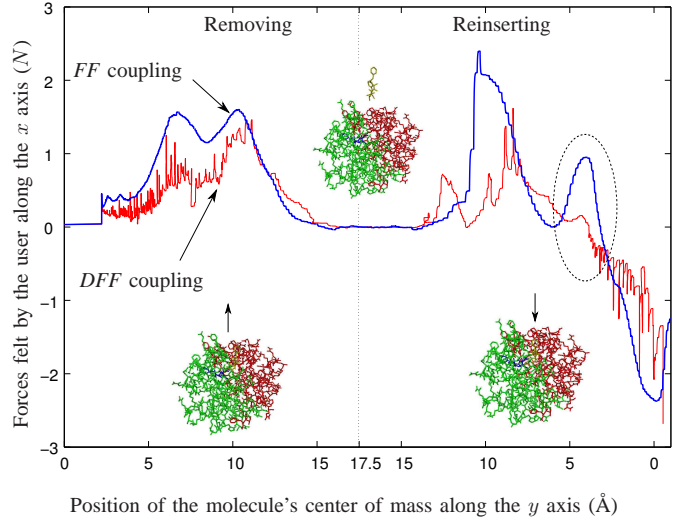 Removing
Reinserting
FF coupling
DFF coupling
Forces felt by the user along the x axis (N)
3
2
1
0
−1
−2
−3
0 5 10 15 17.5 15 10 5 0
Position of the molecule's center of mass along the y axis (Å)